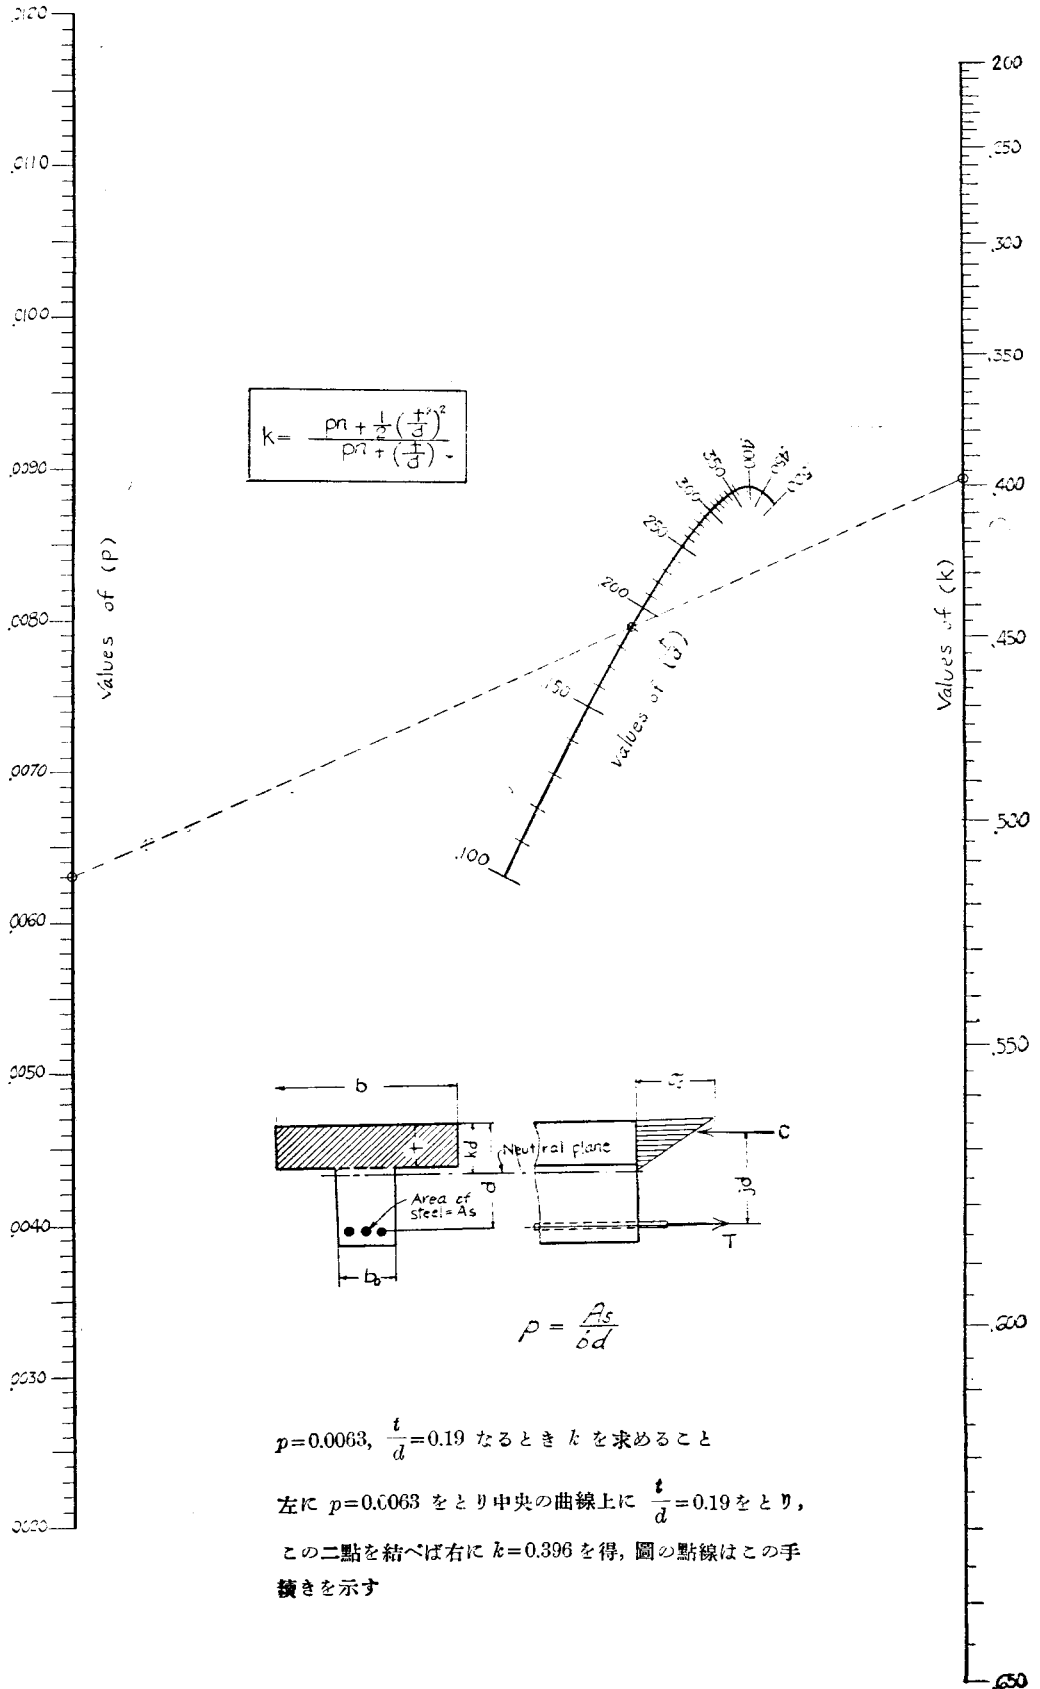 .0120
.0110
.0100
.0090
.0080
.0070
.0060
.0050
.0040
.0030
.0020
Values of (p)
k= pn + 1/2 (t/d)² / pn + (t/d)
.100
.150
.200
.250
.300
.350
.400
.450
.500
values of (t/d)
.200
.250
.300
.350
.400
.450
.500
.550
.600
.650
Values of (k)
b
t
kd
d
Neutral plane
Area of
steel=As
b₀
C
jd
T
p = As/bd
p=0.0063, t/d=0.19 なるとき k を求めること
左に p=0.0063 をとり中央の曲線上に t/d=0.19をとり,
この二點を結べば右に k=0.396 を得, 圖の點線はこの手
續きを示す